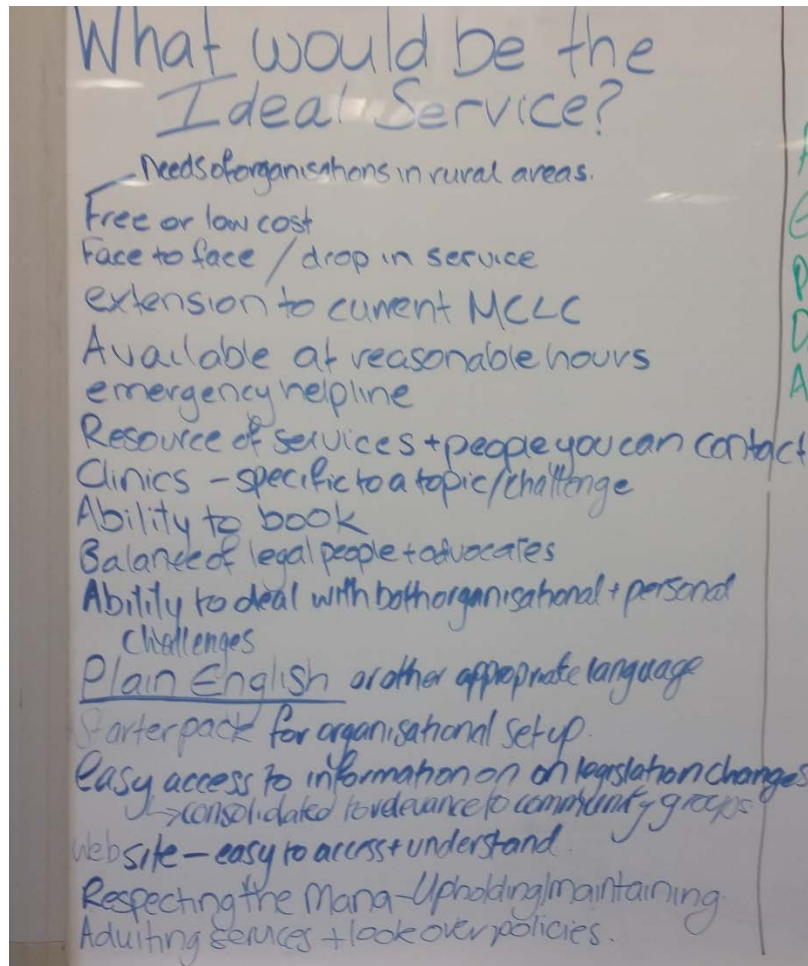 What would be the
Ideal Service?
needs of organisations in rural areas.
Free or low cost
Face to face / drop in service
extension to current MCLC
Available at reasonable hours
emergency helpline
Resource of services + people you can contact
Clinics - specific to a topic/challenge
Ability to book
Balance of legal people + advocates
Ability to deal with both organisational + personal
challenges
Plain English or other appropriate language
Starter pack for organisational setup.
easy access to information on on legislation changes
↳ consolidated to relevance to community groups
website - easy to access + understand.
Respecting the Mana - Upholding/maintaining
Aduiting services + look over policies.
A
E
P
D
A